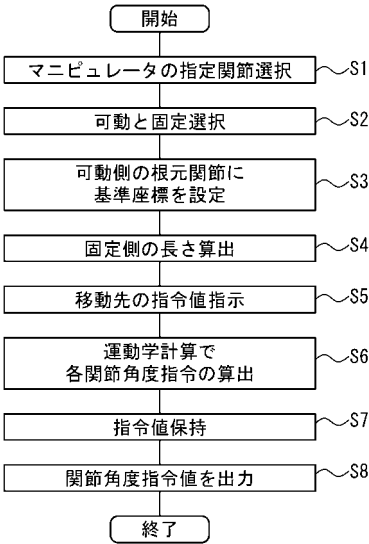 開始
マニピュレータの指定関節選択
S1
可動と固定選択
S2
可動側の根元関節に
基準座標を設定
S3
固定側の長さ算出
S4
移動先の指令値指示
S5
運動学計算で
各関節角度指令の算出
S6
指令値保持
S7
関節角度指令値を出力
S8
終了